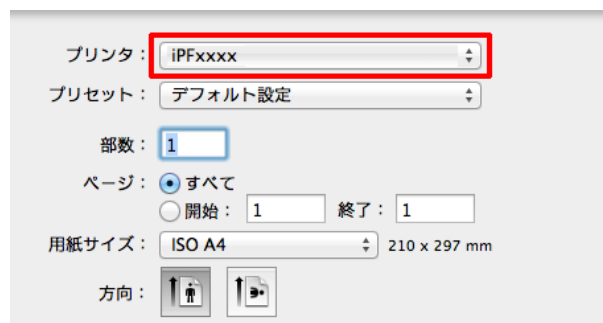 プリンタ： iPFxxxx
プリセット： デフォルト設定
部数： 1
ページ： すべて
開始： 1 終了： 1
用紙サイズ： ISO A4 210 x 297 mm
方向：